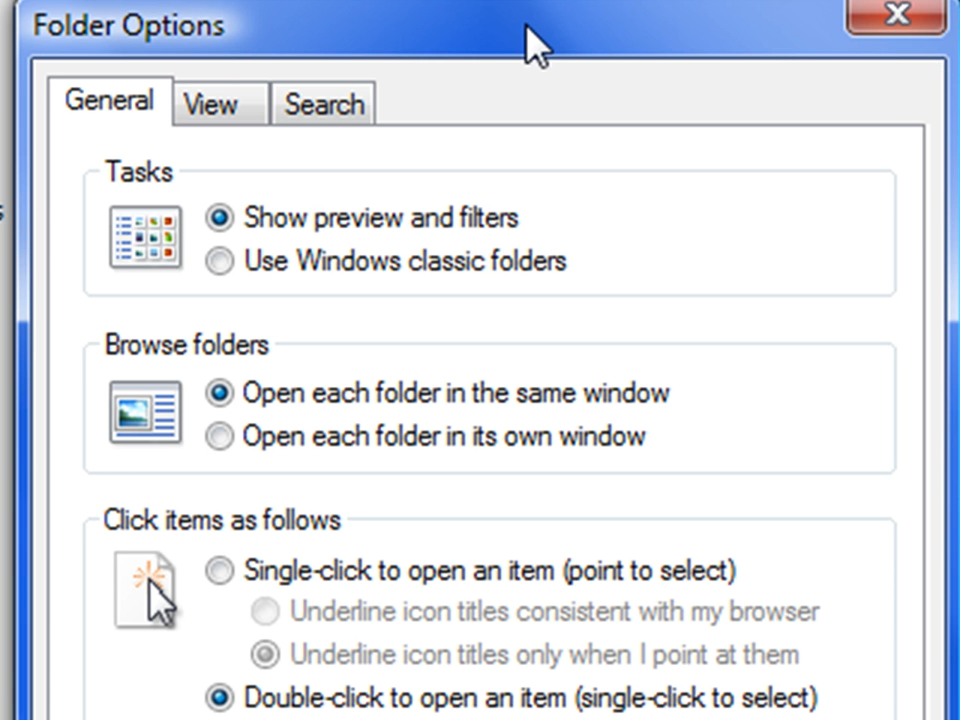 Folder Options
General
View
Search
Tasks
Show preview and filters
Use Windows classic folders
Browse folders
Open each folder in the same window
Open each folder in its own window
Click items as follows
Single-click to open an item (point to select)
Underline icon titles consistent with my browser
Underline icon titles only when I point at them
Double-click to open an item (single-click to select)